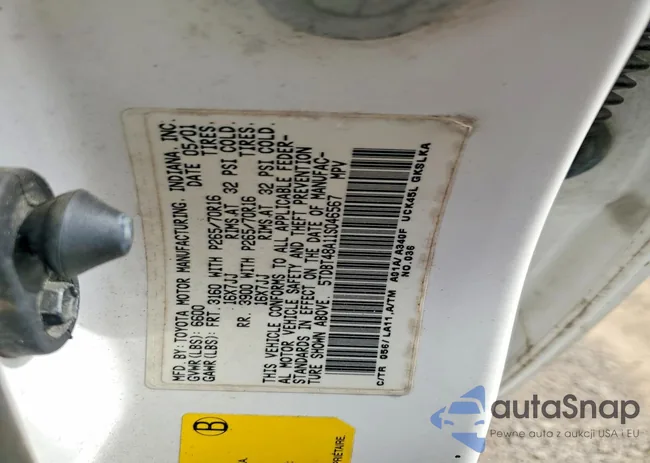 MFD. BY: TOYOTA MOTOR MANUFACTURING, INDIANA, INC.
GVWR(LBS): 6600 DATE 05/01
GAWR(LBS): FRT. 3160 WITH P265/70R16 TIRES,
16X7JJ RIMS AT 32 PSI COLD.
RR. 3900 WITH P265/70R16 TIRES,
16X7JJ RIMS AT 32 PSI COLD.
THIS VEHICLE CONFORMS TO ALL APPLICABLE FEDER-
AL MOTOR VEHICLE SAFETY AND THEFT PREVENTION
STANDARDS IN EFFECT ON THE DATE OF MANUFAC-
TURE SHOWN ABOVE. 5TDBT48A11S046567 MPV
C/TR 056/LA11 A/TM A01A/A340F UCK45L GKSLKA
NO.036
B
PRIÉTAIRE
autaSnap
Pewne auta z aukcji USA i EU